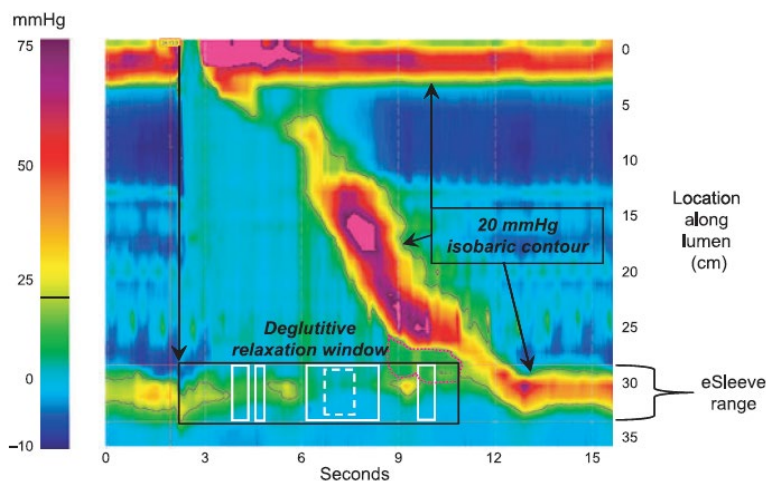 mmHg
75
50
25
0
–10
0
5
10
15
20
25
30
35
Location
along
lumen
(cm)
20 mmHg
isobaric contour
Deglutitive
relaxation window
eSleeve
range
0
3
6
9
12
15
Seconds